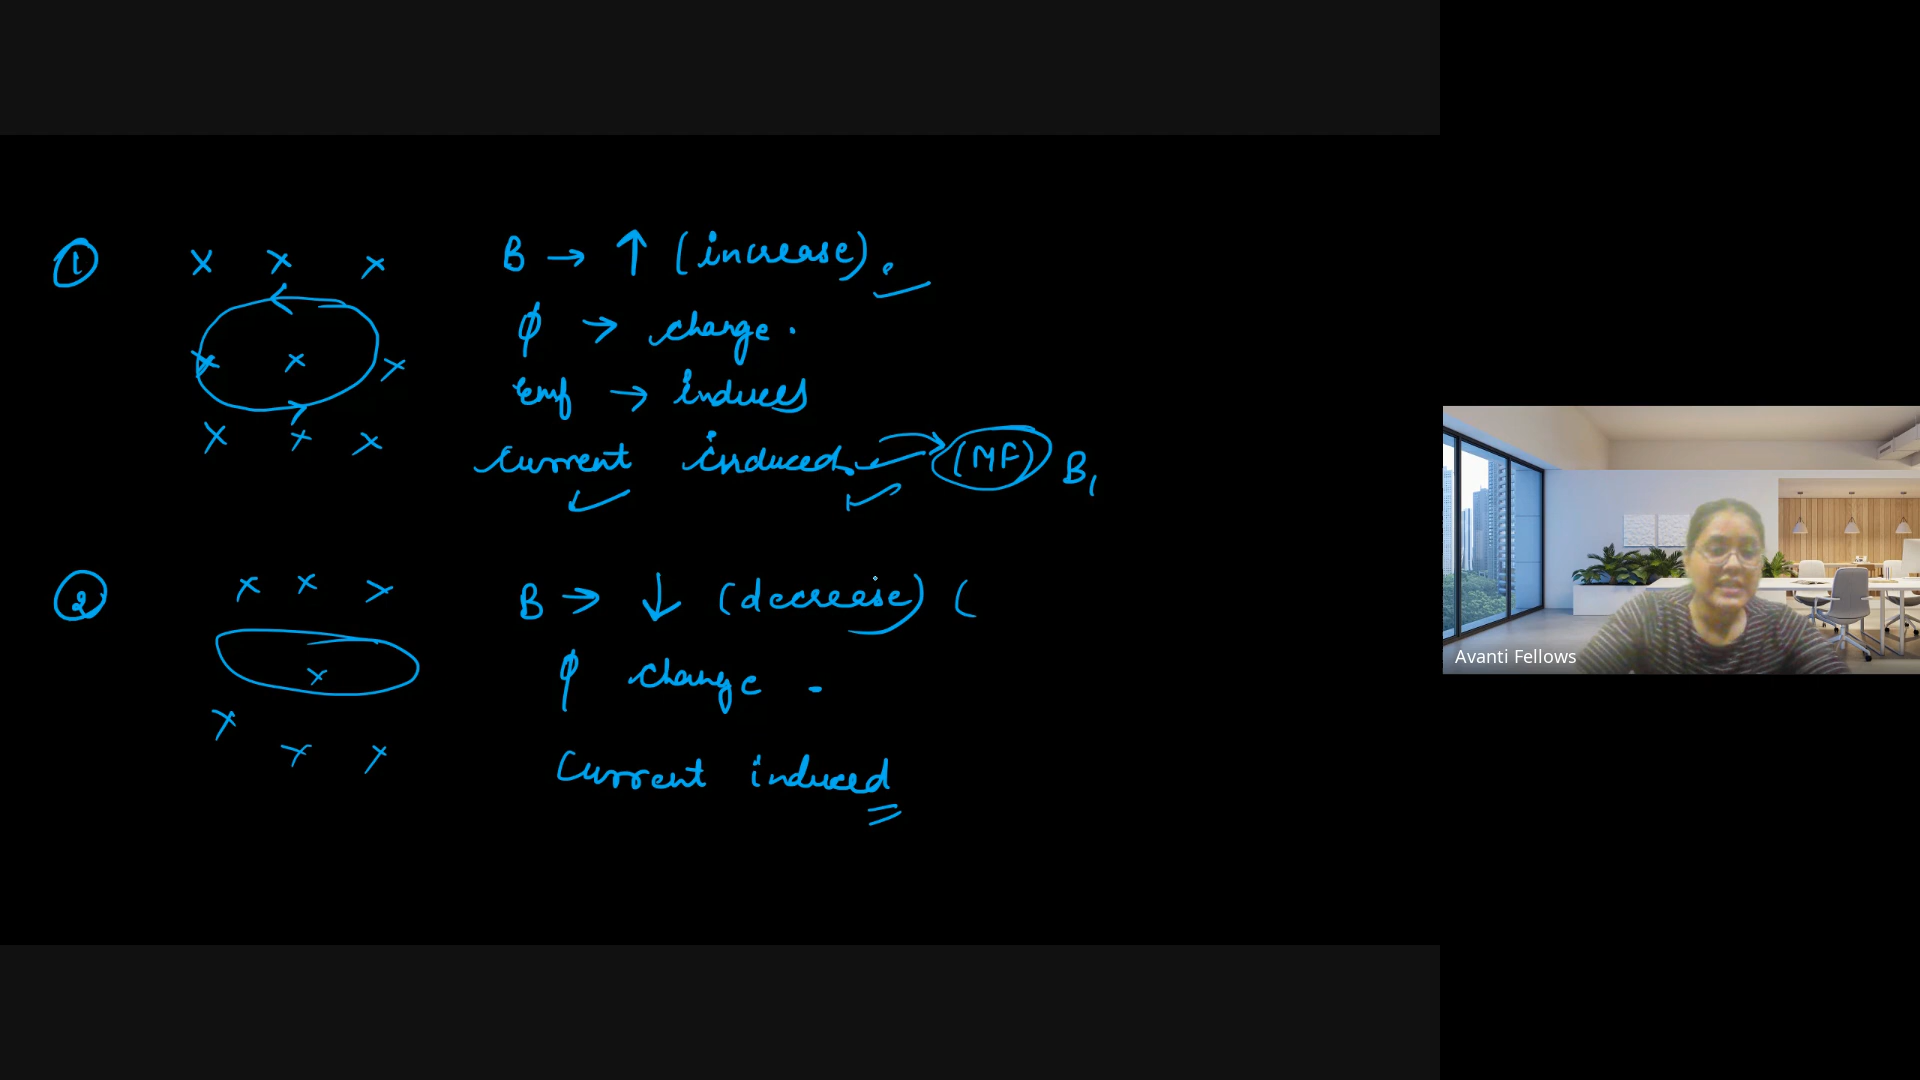 1
x x x
x x x
x x x
B → ↑ (increase).
ϕ → change.
emf → induces
Current induced → (MF) B1
2
x x x
x
x x x
B → ↓ (decrease) (
ϕ change -
Current induced
Avanti Fellows